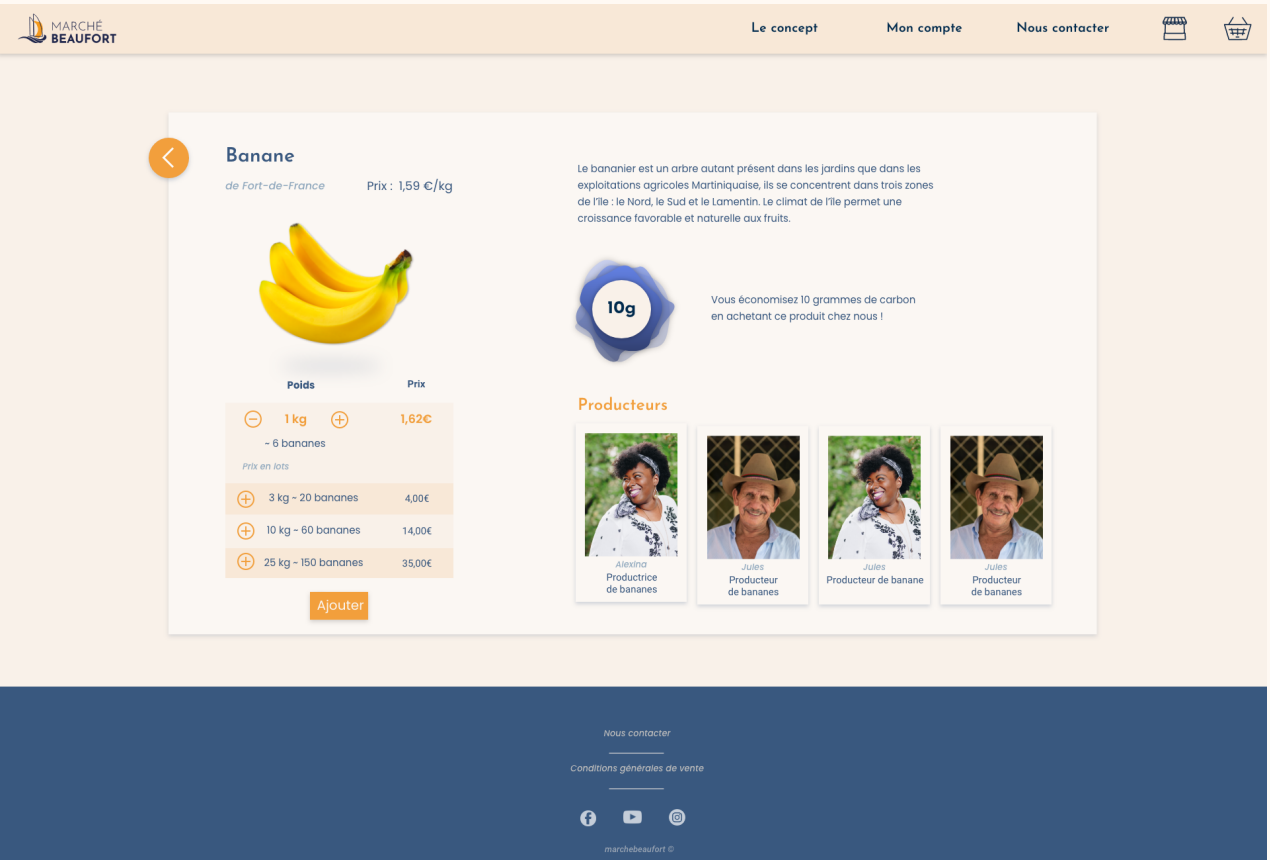 MARCHÉ
BEAUFORT
Le concept
Mon compte
Nous contacter
Banane
de Fort-de-France
Prix : 1,59 €/kg
Poids
Prix
1 kg
1,62€
~ 6 bananes
Prix en lots
3 kg ~ 20 bananes
4,00€
10 kg ~ 60 bananes
14,00€
25 kg ~ 150 bananes
35,00€
Ajouter
Le bananier est un arbre autant présent dans les jardins que dans les
exploitations agricoles Martiniquaise, ils se concentrent dans trois zones
de l'île : le Nord, le Sud et le Lamentin. Le climat de l'île permet une
croissance favorable et naturelle aux fruits.
10g
Vous économisez 10 grammes de carbon
en achetant ce produit chez nous !
Producteurs
Alexina
Productrice
de bananes
Jules
Producteur
de bananes
Jules
Producteur de banane
Jules
Producteur
de bananes
Nous contacter
Conditions générales de vente
marchebeaufort ©